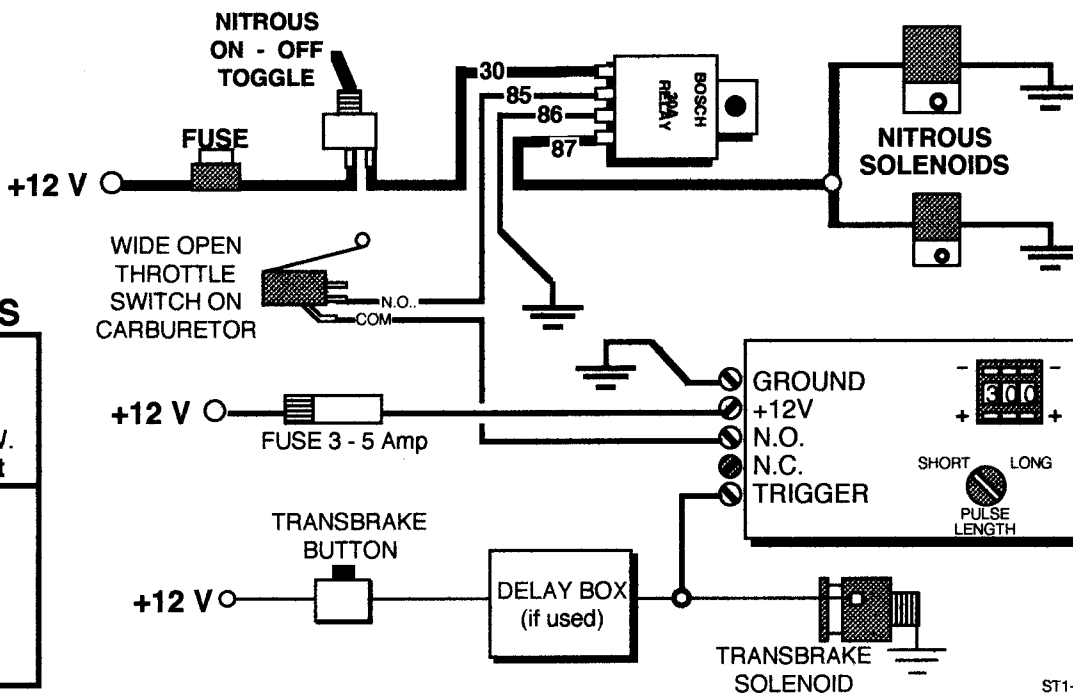 NITROUS
ON - OFF
TOGGLE
FUSE
+12 V
30
85
86
87
BOSCH
30A
RELAY
NITROUS
SOLENOIDS
WIDE OPEN
THROTTLE
SWITCH ON
CARBURETOR
N.O..
COM
S
W.
t
+12 V
FUSE 3 - 5 Amp
GROUND
+12V
N.O.
N.C.
TRIGGER
- -
300
+ +
SHORT LONG
PULSE
LENGTH
TRANSBRAKE
BUTTON
+12 V
DELAY BOX
(if used)
TRANSBRAKE
SOLENOID
ST1-